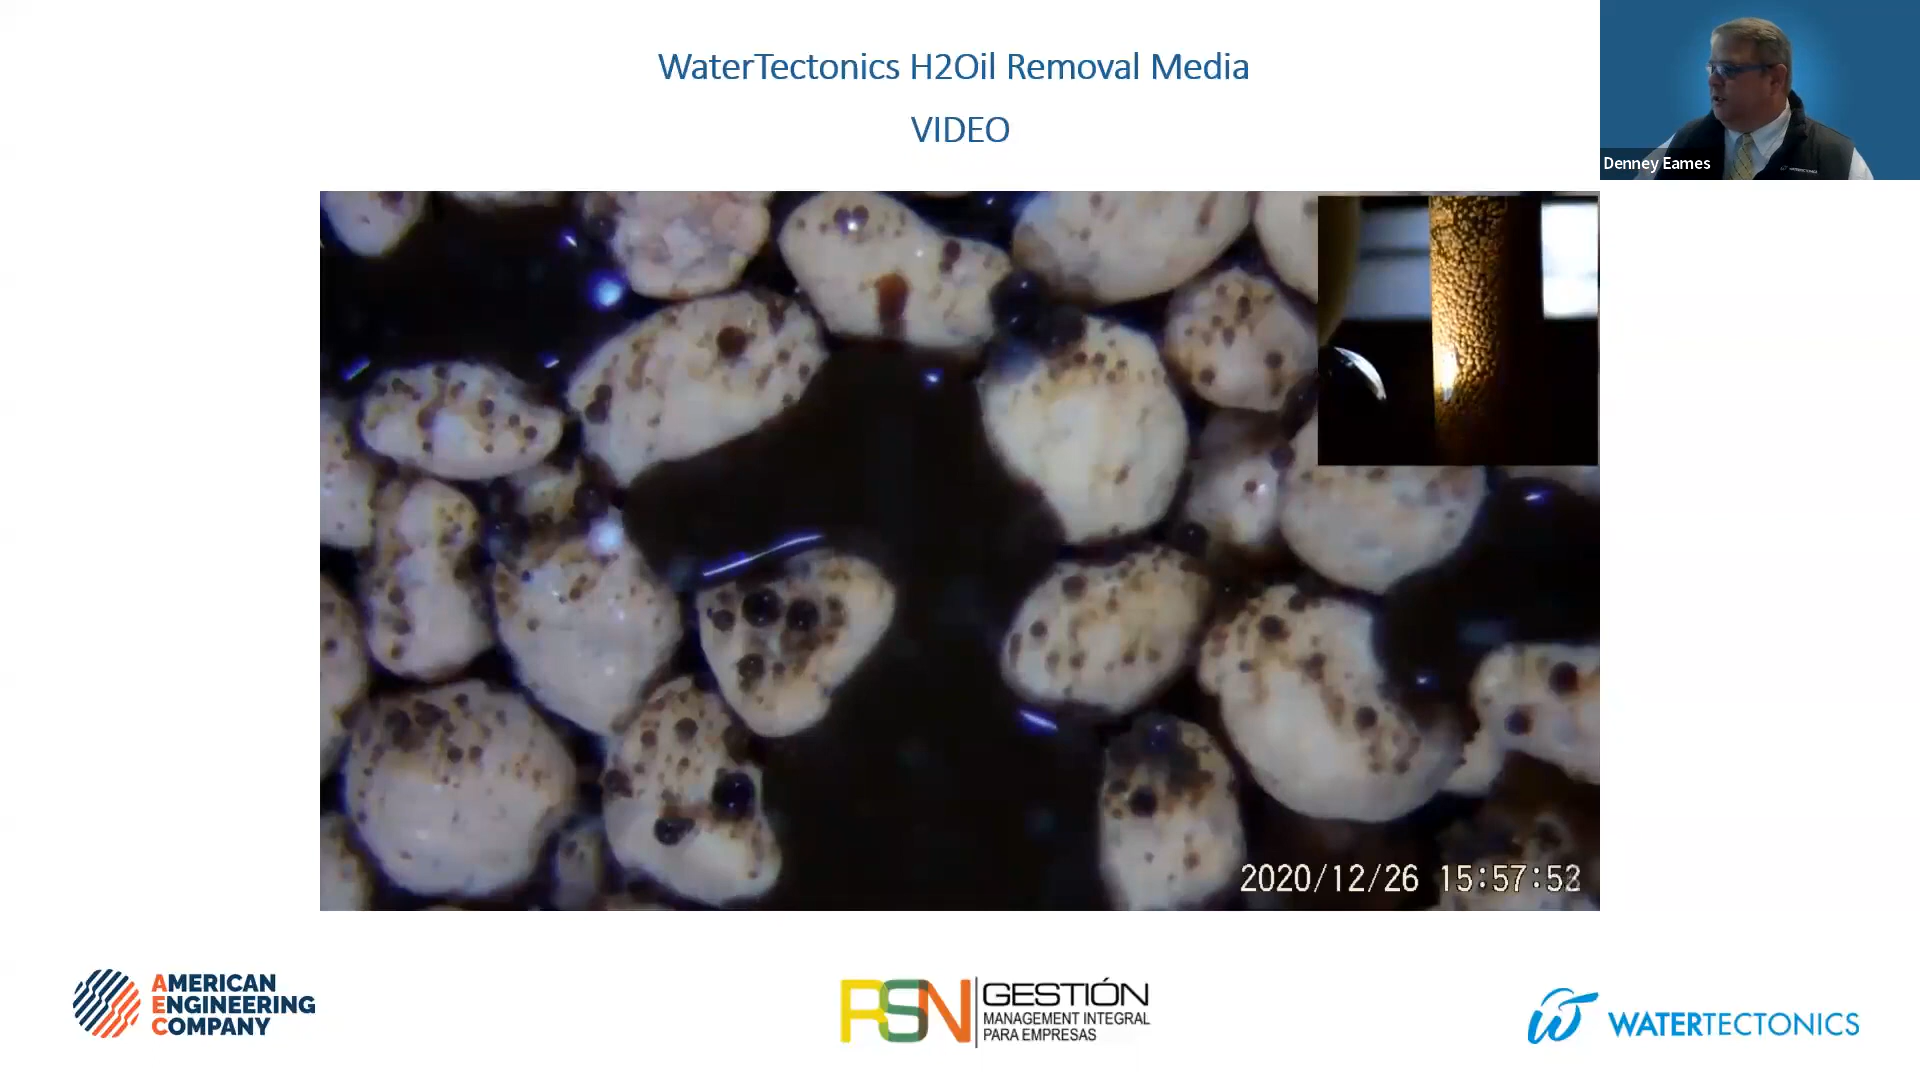 WaterTectonics H2Oil Removal Media
VIDEO
Denney Eames
2020/12/26 15:57:52
AMERICAN
ENGINEERING
COMPANY
RSN
GESTIÓN
MANAGEMENT INTEGRAL
PARA EMPRESAS
WATERTECTONICS